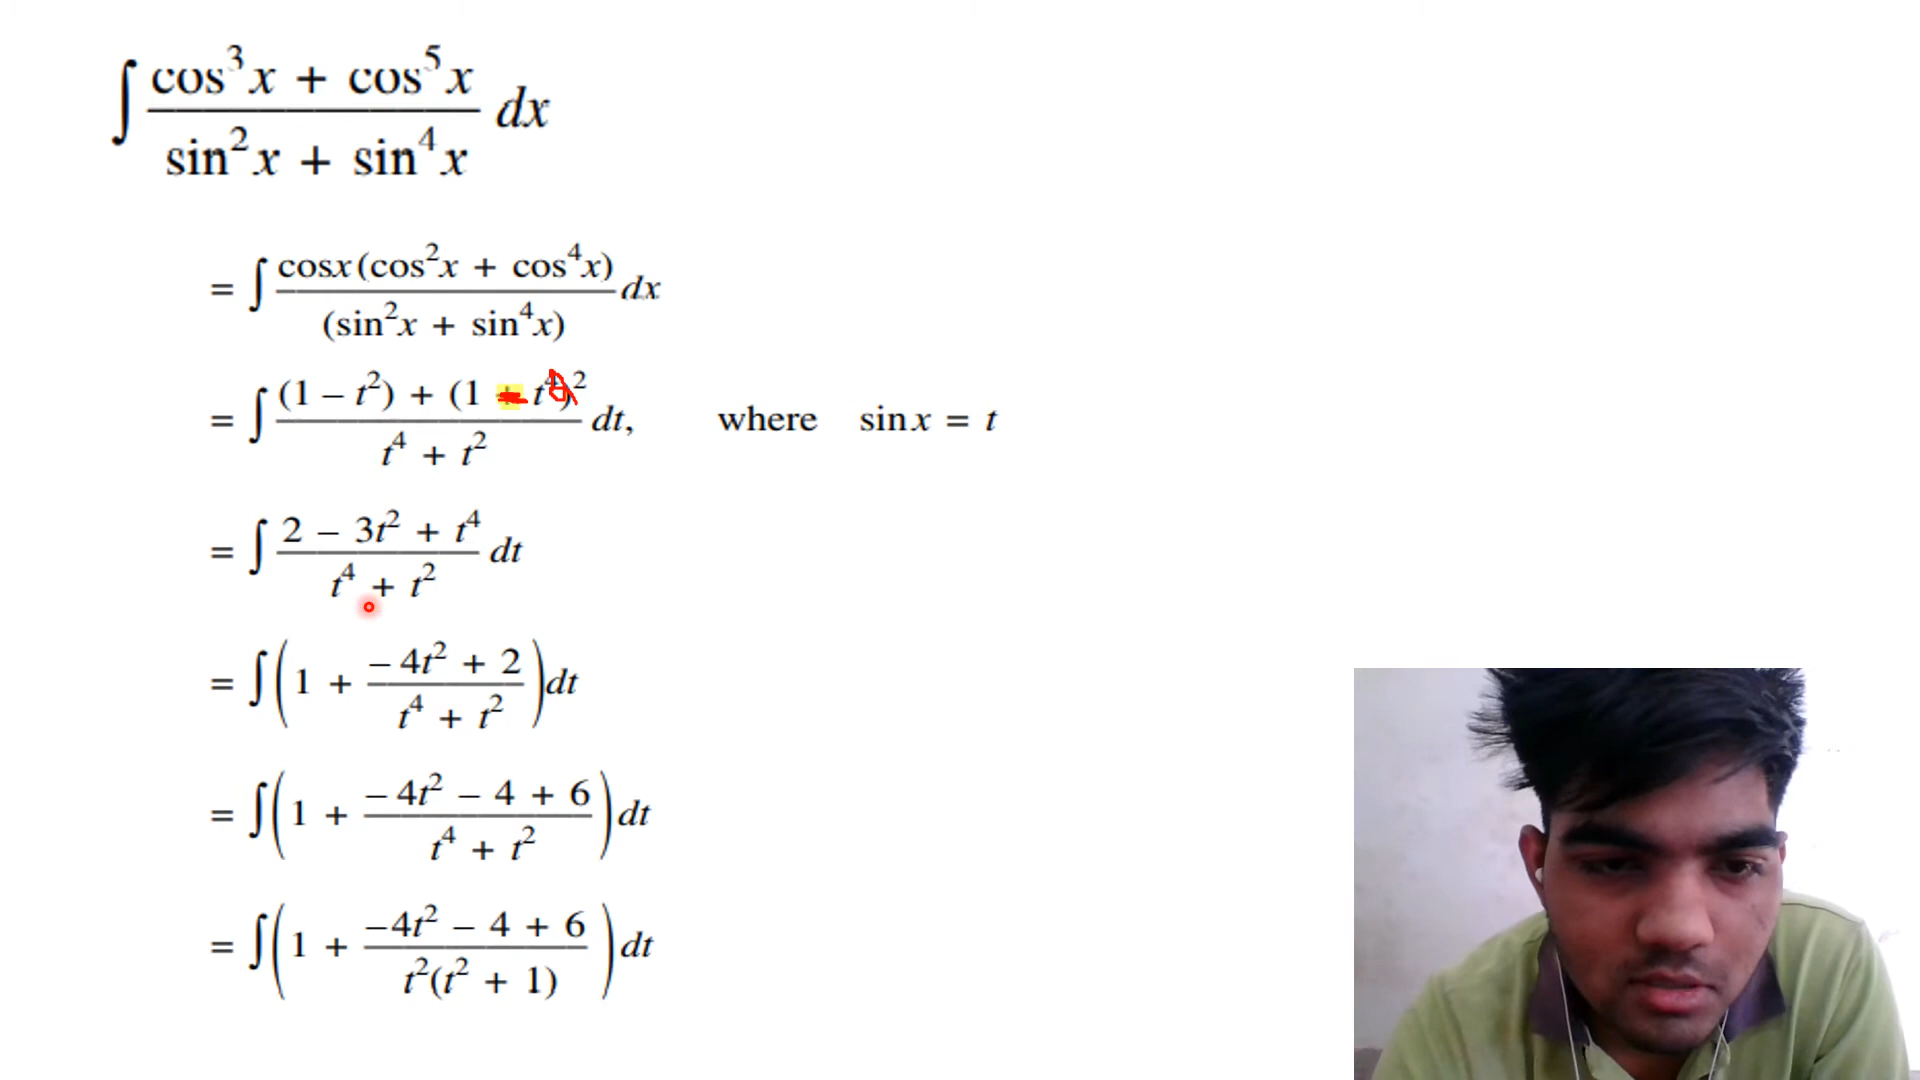 ∫ (cos³x + cos⁵x)/(sin²x + sin⁴x) dx
= ∫ cosx(cos²x + cos⁴x)/(sin²x + sin⁴x) dx
= ∫ ((1 – t²) + (1 – t²)²)/(t⁴ + t²) dt, where sinx = t
= ∫ (2 – 3t² + t⁴)/(t⁴ + t²) dt
= ∫(1 + (– 4t² + 2)/(t⁴ + t²))dt
= ∫(1 + (– 4t² – 4 + 6)/(t⁴ + t²))dt
= ∫(1 + (–4t² – 4 + 6)/(t²(t² + 1)))dt